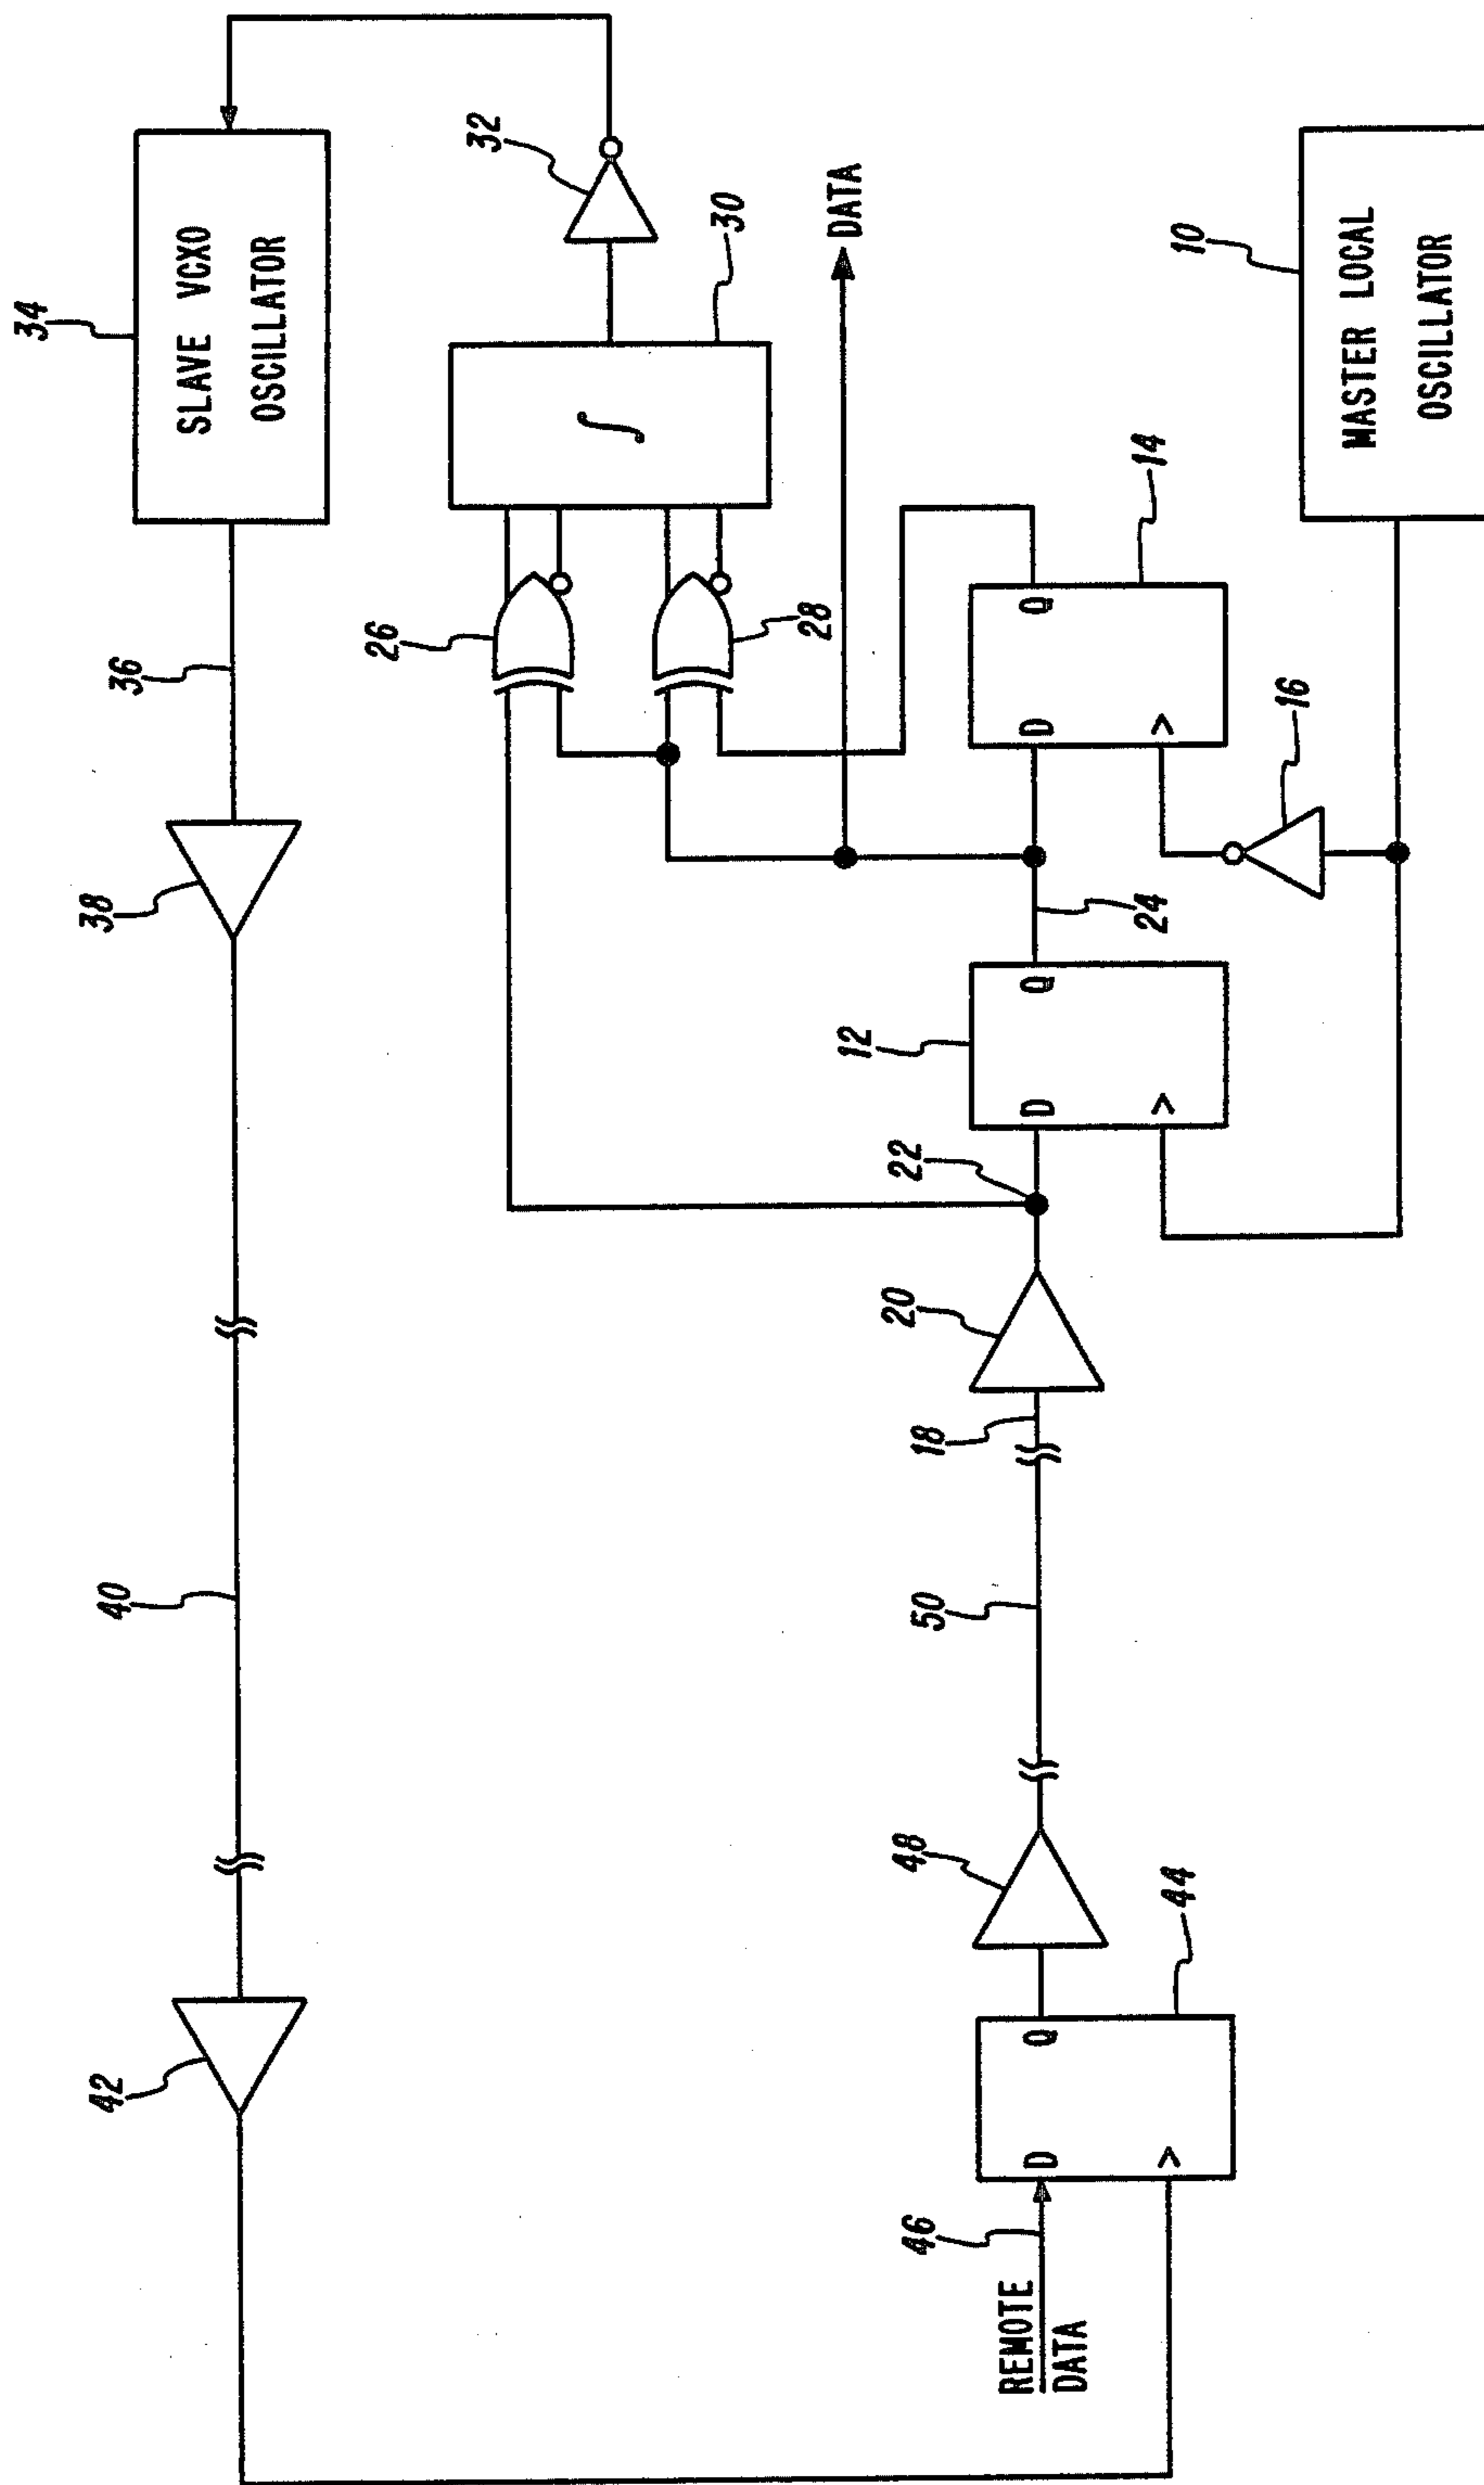 34
SLAVE VCXO
OSCILLATOR
36
38
40
42
32
26
30
28
DATA
10
MASTER LOCAL
OSCILLATOR
14
Q
D
16
24
12
Q
D
22
20
18
50
48
44
Q
D
46
REMOTE
DATA